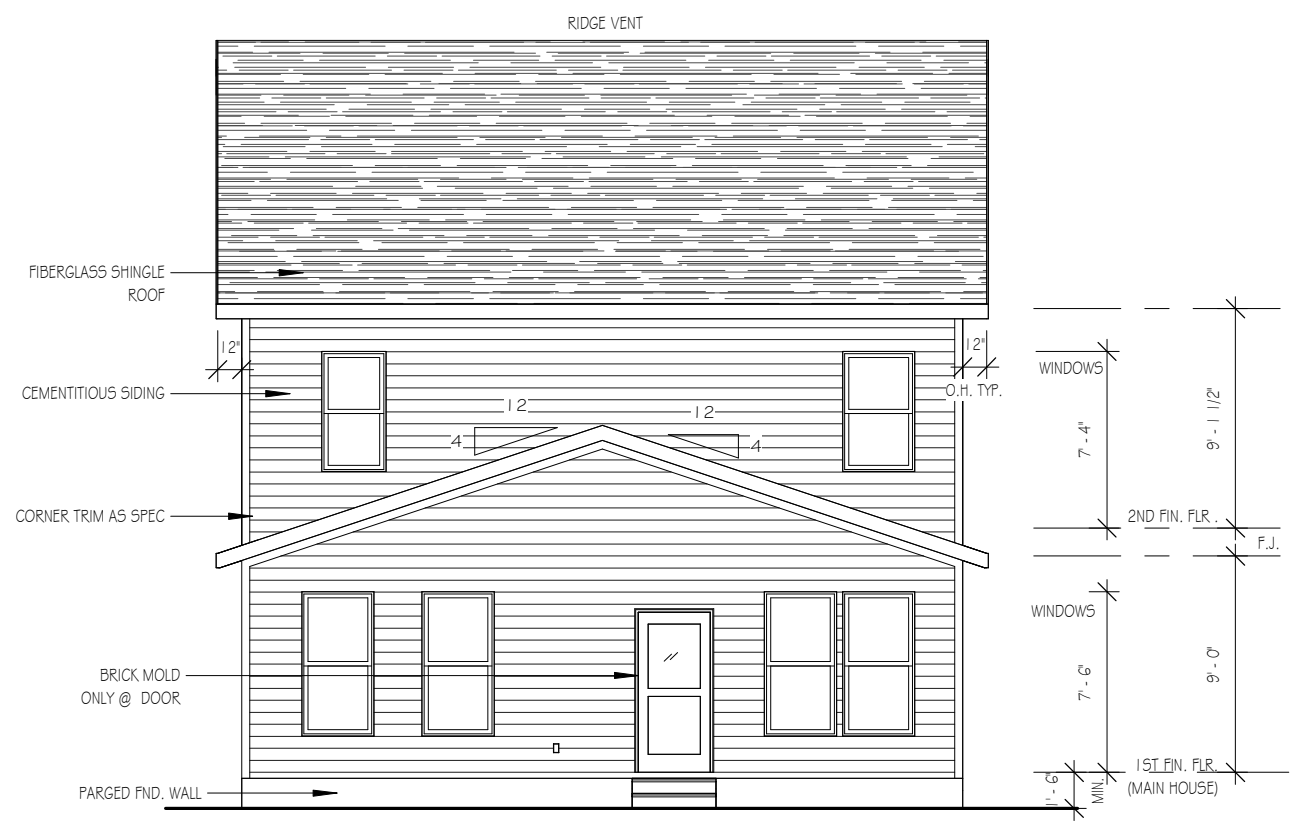 RIDGE VENT
FIBERGLASS SHINGLE
ROOF
12"
12"
WINDOWS
CEMENTITIOUS SIDING
O.H. TYP.
12
12
4
4
7' - 4"
9' - 1 1/2"
CORNER TRIM AS SPEC
2ND FIN. FLR .
F.J.
WINDOWS
BRICK MOLD
ONLY @ DOOR
7' - 6"
9' - 0"
1ST FIN. FLR.
(MAIN HOUSE)
PARGED FND. WALL
1' - 6"
MIN.